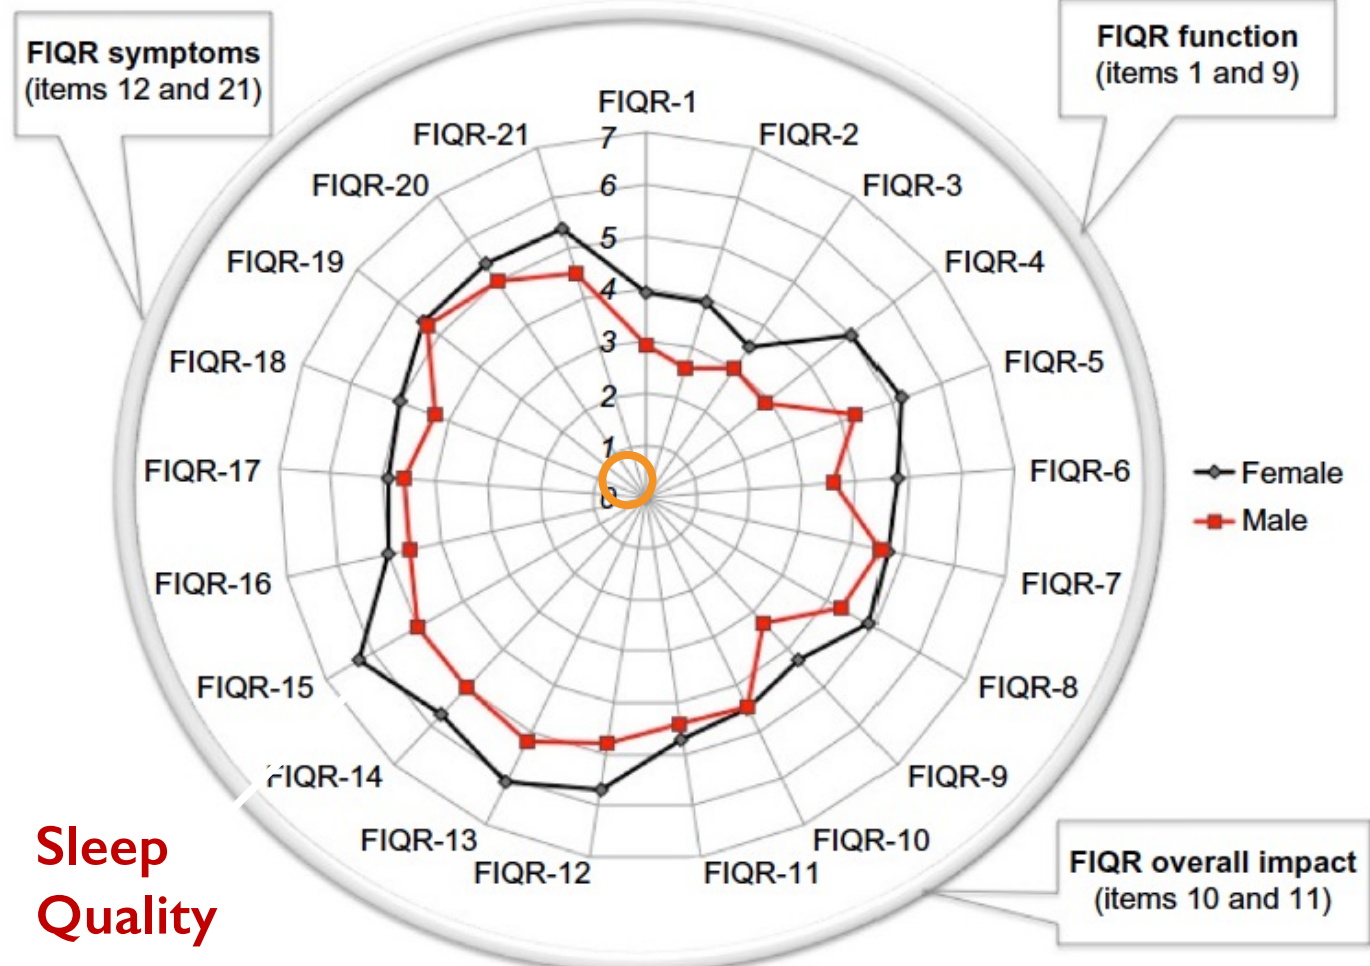 FIQR symptoms
(items 12 and 21)
FIQR function
(items 1 and 9)
FIQR-1
FIQR-2
FIQR-3
FIQR-4
FIQR-5
FIQR-6
FIQR-7
FIQR-8
FIQR-9
FIQR-10
FIQR-11
FIQR-12
FIQR-13
FIQR-14
FIQR-15
FIQR-16
FIQR-17
FIQR-18
FIQR-19
FIQR-20
FIQR-21
7
6
5
4
3
2
1
0
Female
Male
Sleep
Quality
FIQR overall impact
(items 10 and 11)